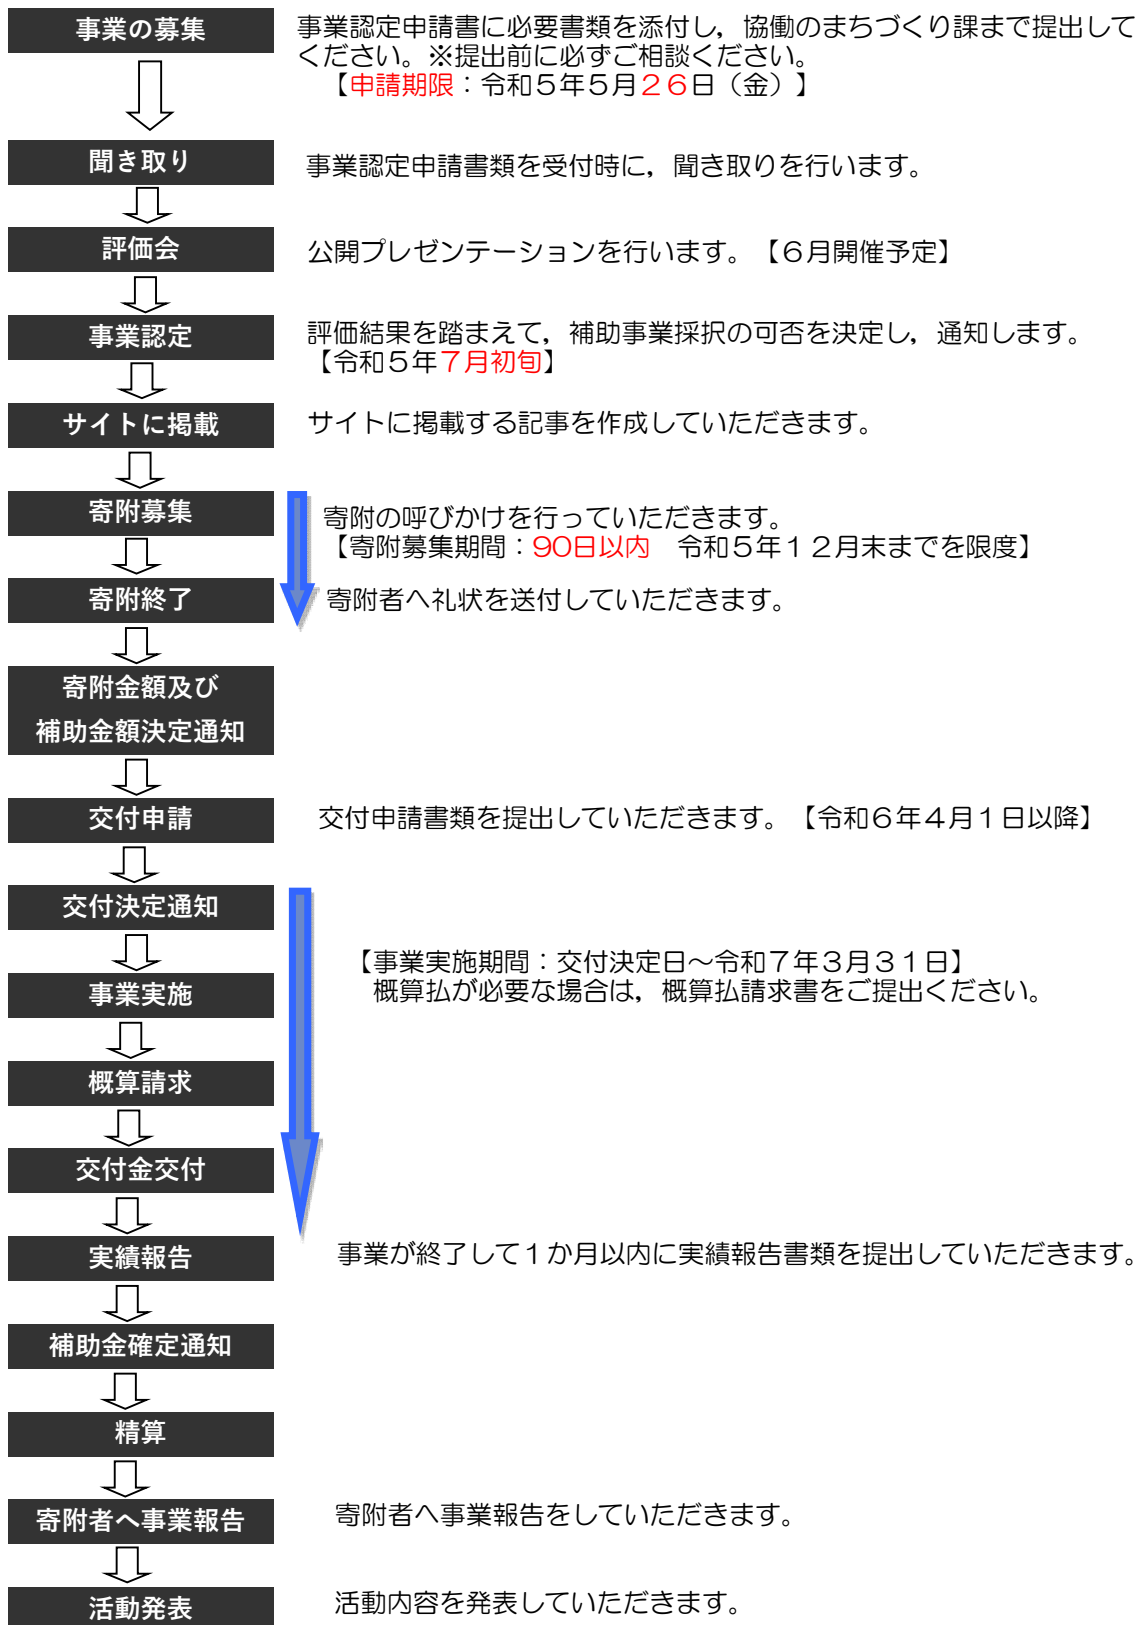 事業の募集
事業認定申請書に必要書類を添付し，協働のまちづくり課まで提出して
ください。※提出前に必ずご相談ください。
【申請期限：令和５年５月２６日（金）】
聞き取り
事業認定申請書類を受付時に，聞き取りを行います。
評価会
公開プレゼンテーションを行います。【６月開催予定】
事業認定
評価結果を踏まえて，補助事業採択の可否を決定し，通知します。
【令和５年７月初旬】
サイトに掲載
サイトに掲載する記事を作成していただきます。
寄附募集
寄附の呼びかけを行っていただきます。
【寄附募集期間：90日以内　令和５年１２月末までを限度】
寄附終了
寄附者へ礼状を送付していただきます。
寄附金額及び
補助金額決定通知
交付申請
交付申請書類を提出していただきます。【令和６年４月１日以降】
交付決定通知
【事業実施期間：交付決定日～令和７年３月３１日】
概算払が必要な場合は，概算払請求書をご提出ください。
事業実施
概算請求
交付金交付
実績報告
事業が終了して１か月以内に実績報告書類を提出していただきます。
補助金確定通知
精算
寄附者へ事業報告
寄附者へ事業報告をしていただきます。
活動発表
活動内容を発表していただきます。